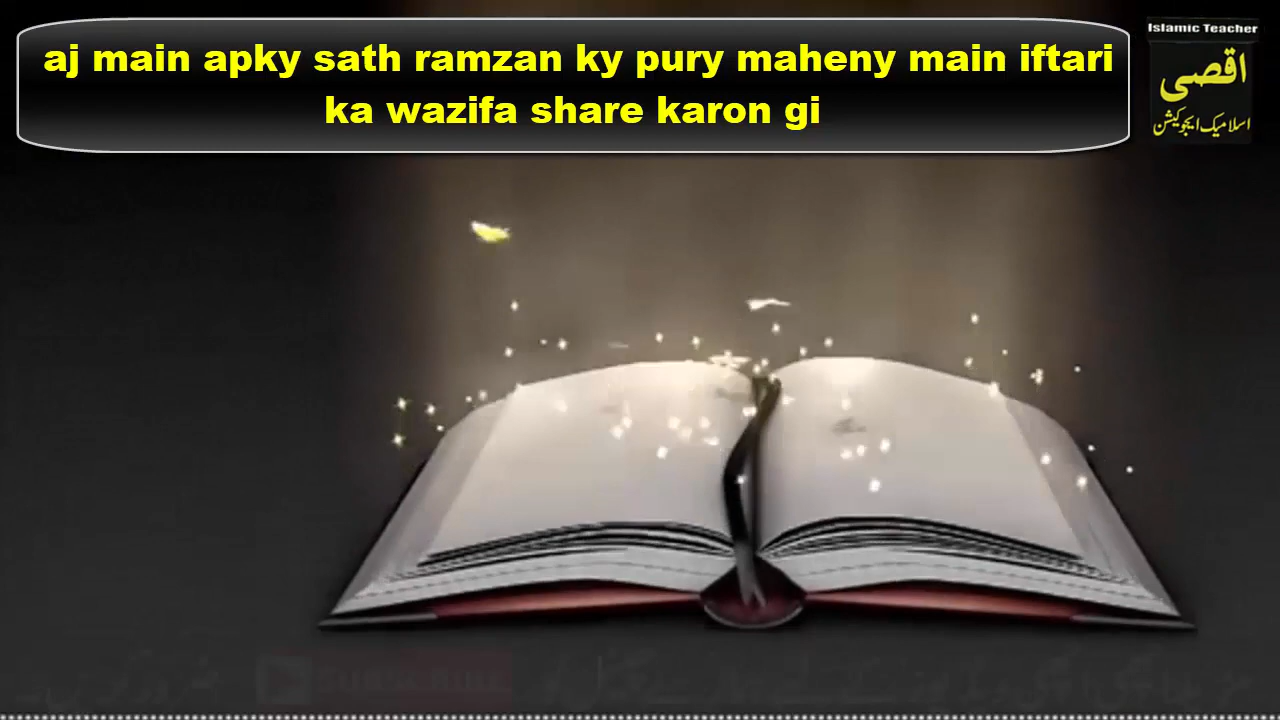 aj main apky sath ramzan ky pury maheny main iftari
ka wazifa share karon gi
Islamic Teacher
اقصیٰ
اسلامیک ایجوکیشن
SUBSCRIBE